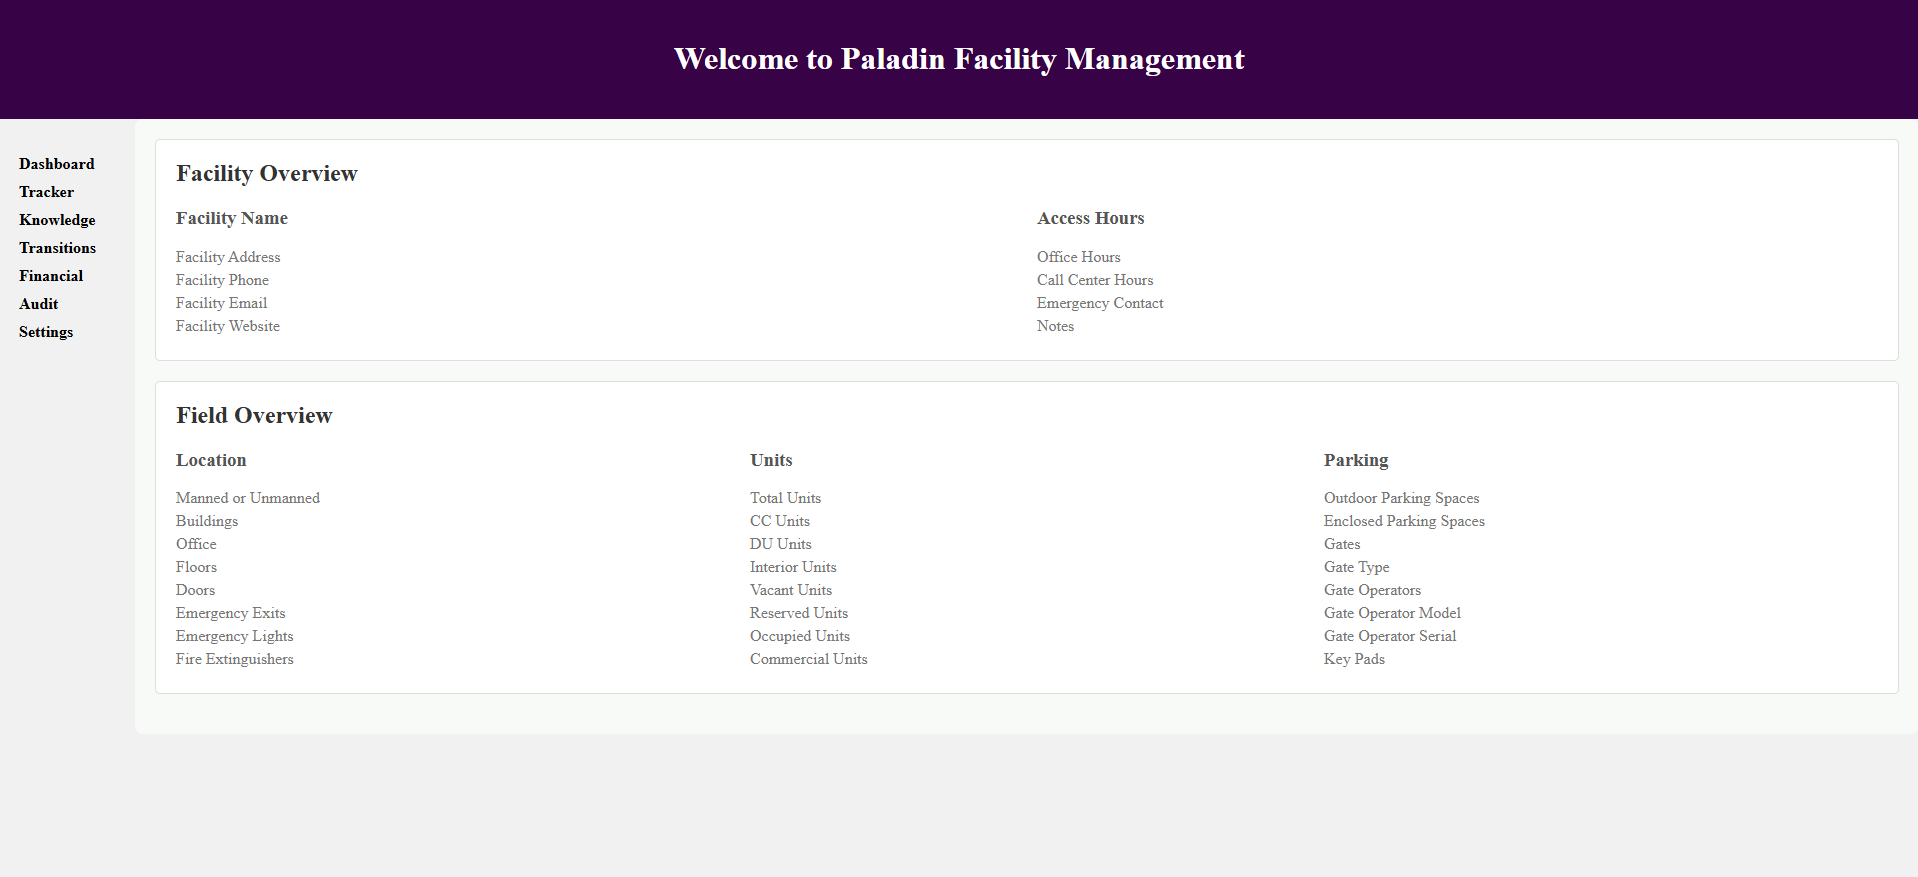 Welcome to Paladin Facility Management
Dashboard
Tracker
Knowledge
Transitions
Financial
Audit
Settings
Facility Overview
Facility Name
Facility Address
Facility Phone
Facility Email
Facility Website
Access Hours
Office Hours
Call Center Hours
Emergency Contact
Notes
Field Overview
Location
Manned or Unmanned
Buildings
Office
Floors
Doors
Emergency Exits
Emergency Lights
Fire Extinguishers
Units
Total Units
CC Units
DU Units
Interior Units
Vacant Units
Reserved Units
Occupied Units
Commercial Units
Parking
Outdoor Parking Spaces
Enclosed Parking Spaces
Gates
Gate Type
Gate Operators
Gate Operator Model
Gate Operator Serial
Key Pads